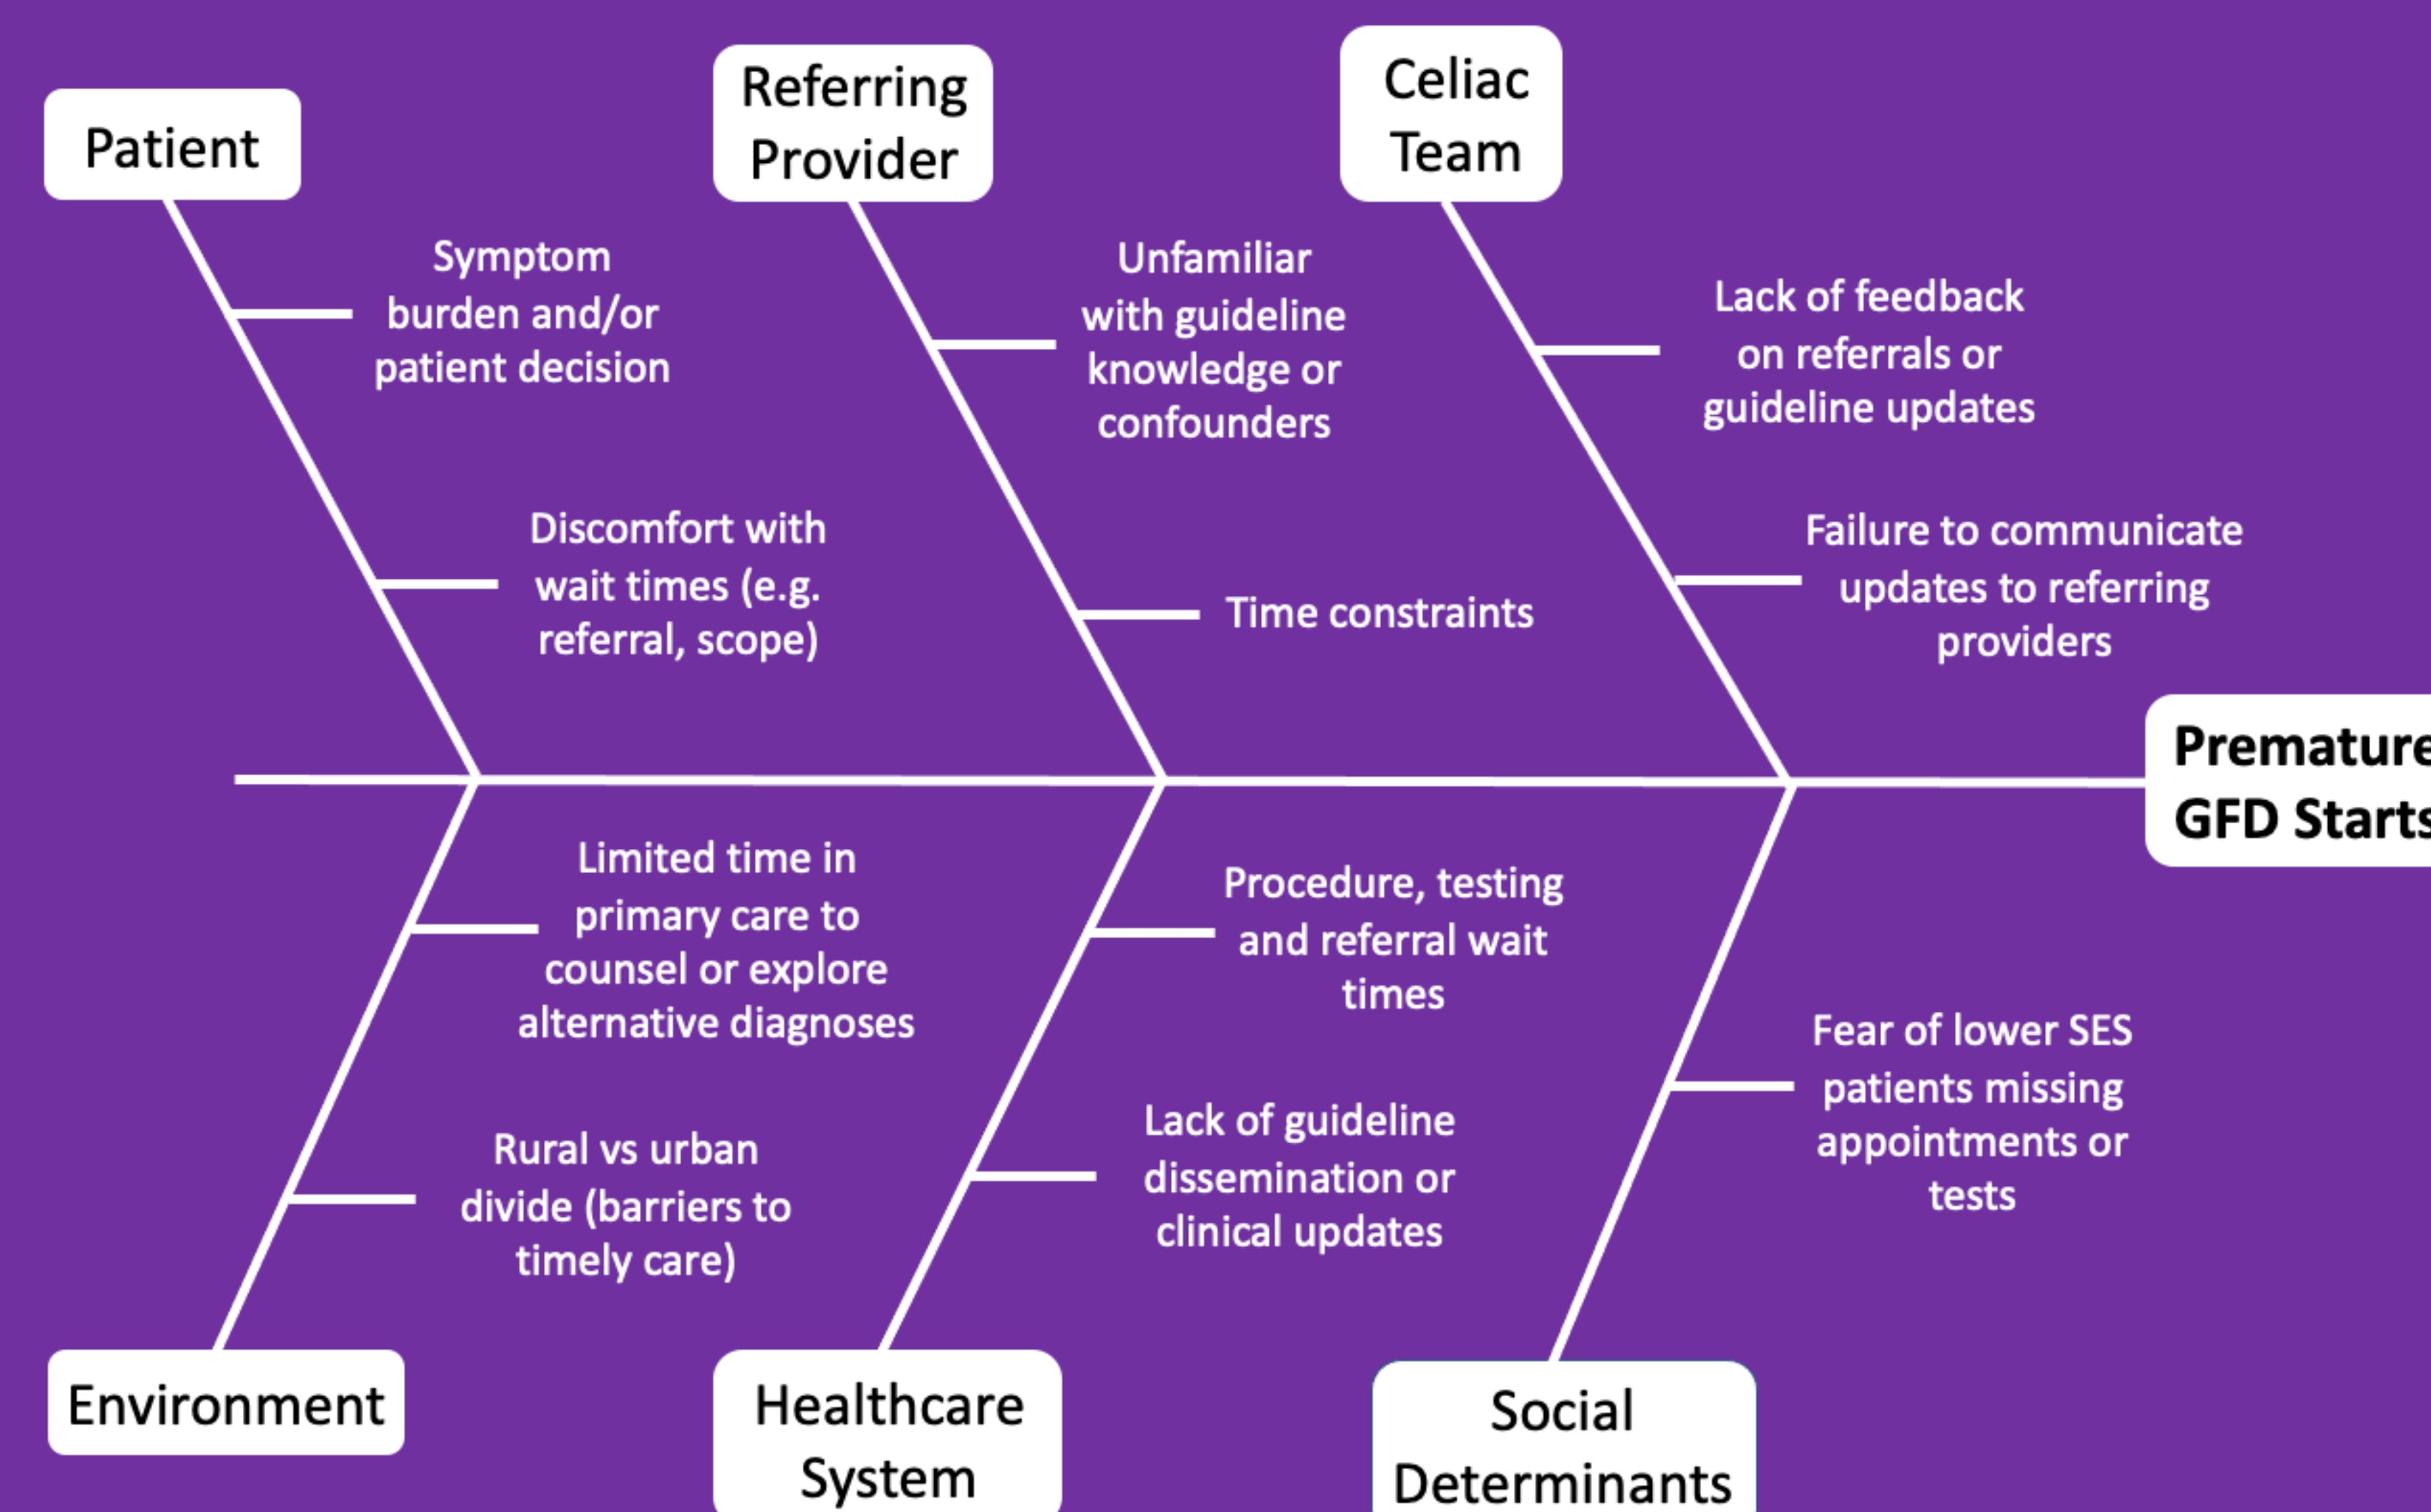 Patient
Referring
Provider
Celiac
Team
Symptom
burden and/or
patient decision
Discomfort with
wait times (e.g.
referral, scope)
Unfamiliar
with guideline
knowledge or
confounders
Time constraints
Lack of feedback
on referrals or
guideline updates
Failure to communicate
updates to referring
providers
Premature
GFD Starts
Limited time in
primary care to
counsel or explore
alternative diagnoses
Rural vs urban
divide (barriers to
timely care)
Procedure, testing
and referral wait
times
Lack of guideline
dissemination or
clinical updates
Fear of lower SES
patients missing
appointments or
tests
Environment
Healthcare
System
Social
Determinants